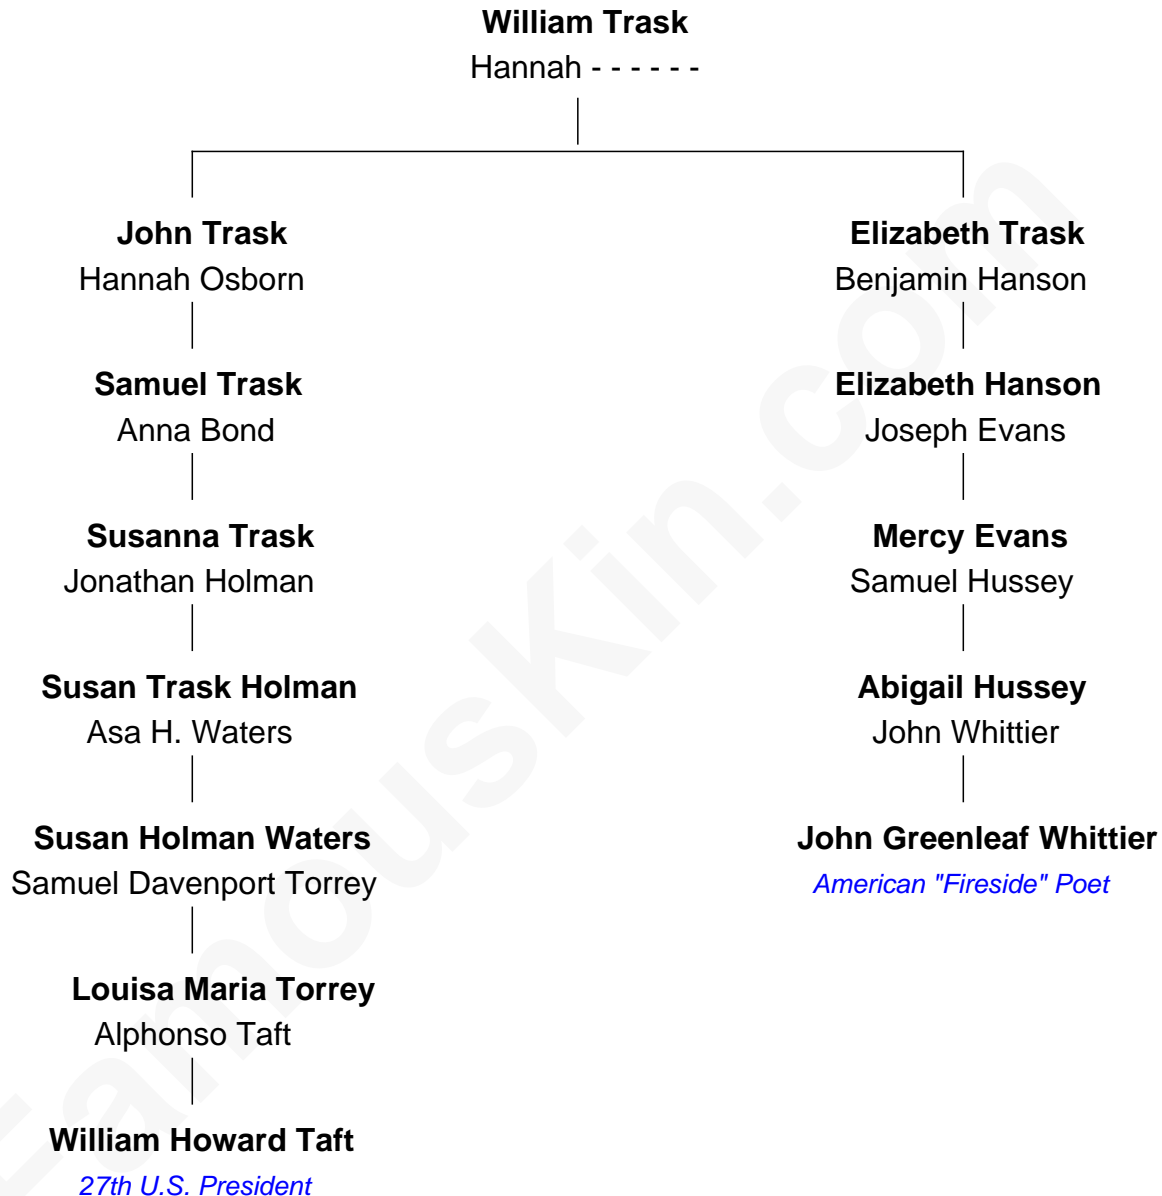 William Trask
Hannah - - - - - -
John Trask
Hannah Osborn
Elizabeth Trask
Benjamin Hanson
Samuel Trask
Anna Bond
Elizabeth Hanson
Joseph Evans
Susanna Trask
Jonathan Holman
Mercy Evans
Samuel Hussey
Susan Trask Holman
Asa H. Waters
Abigail Hussey
John Whittier
Susan Holman Waters
Samuel Davenport Torrey
John Greenleaf Whittier
American "Fireside" Poet
Louisa Maria Torrey
Alphonso Taft
William Howard Taft
27th U.S. President
FamousKin.com